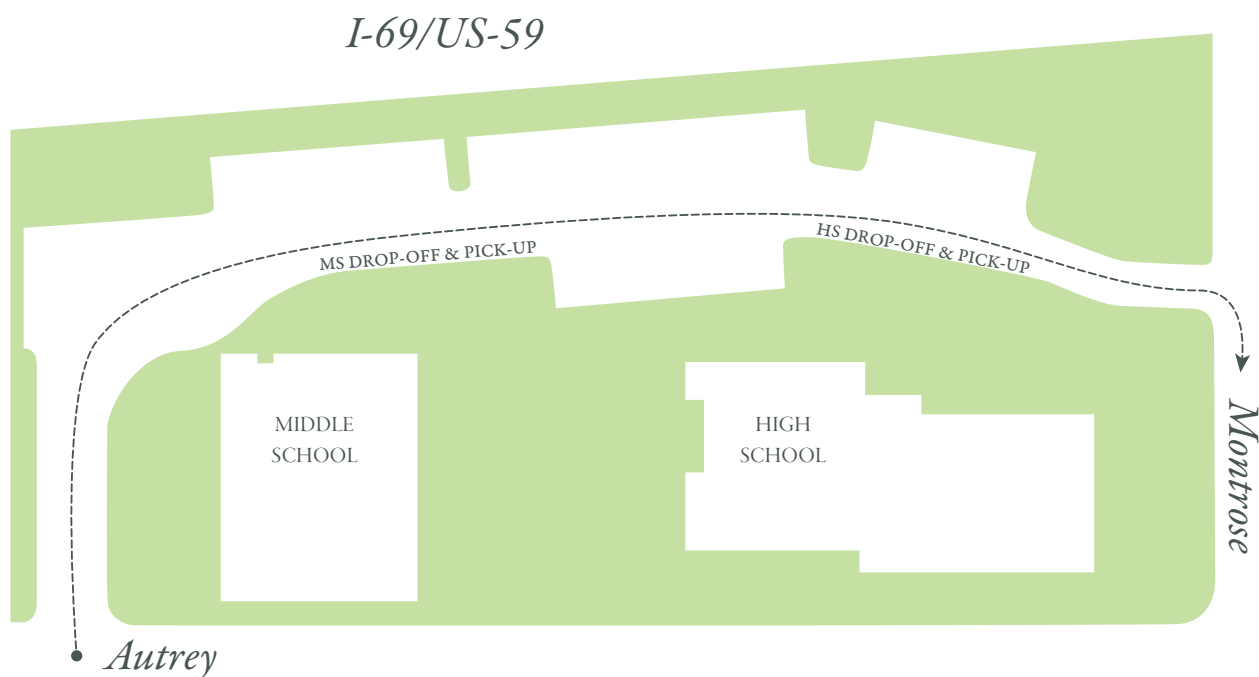 I-69/US-59
MS DROP-OFF & PICK-UP
HS DROP-OFF & PICK-UP
MIDDLE
SCHOOL
HIGH
SCHOOL
Montrose
Autrey